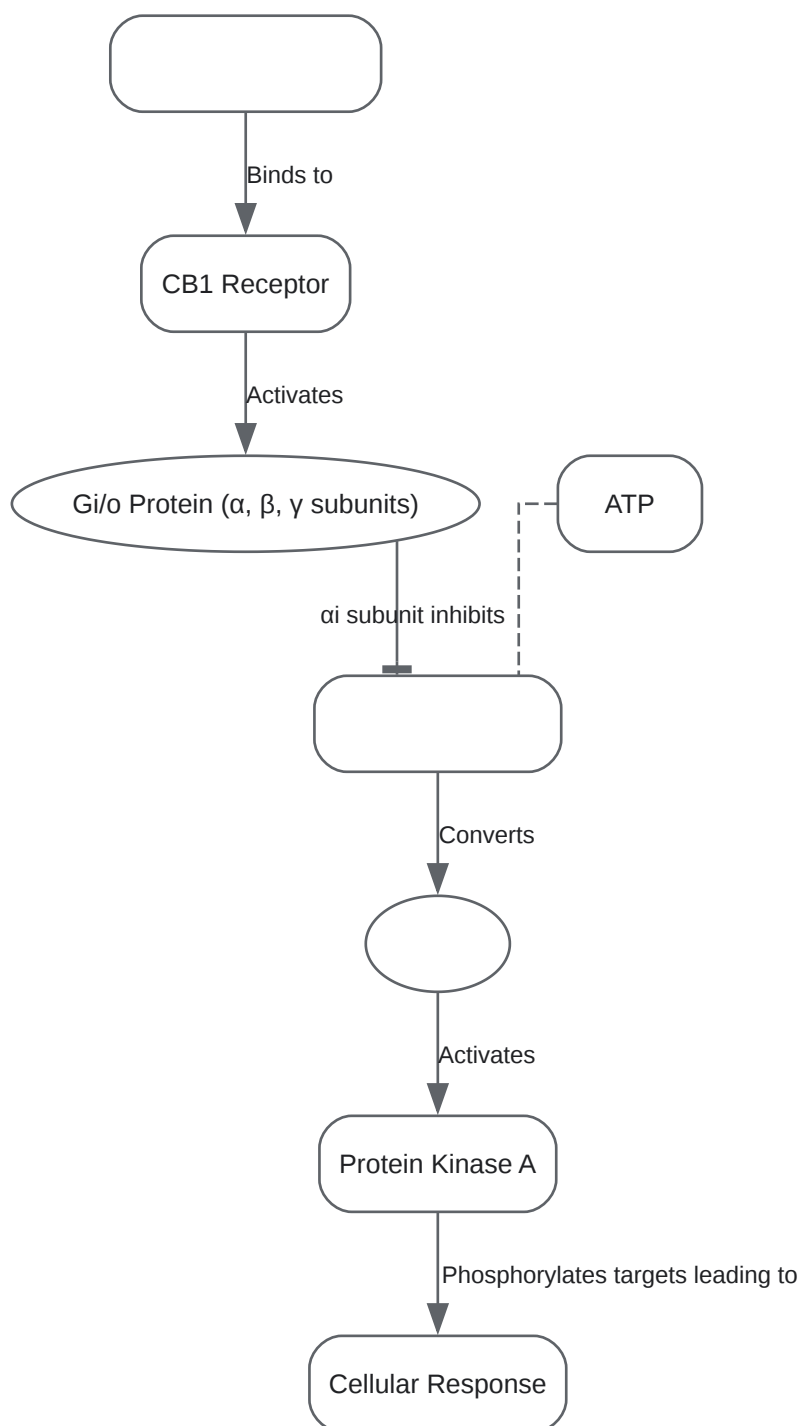 Binds to
CB1 Receptor
Activates
Gi/o Protein (α, β, γ subunits)
ATP
αi subunit inhibits
Converts
Activates
Protein Kinase A
Phosphorylates targets leading to
Cellular Response